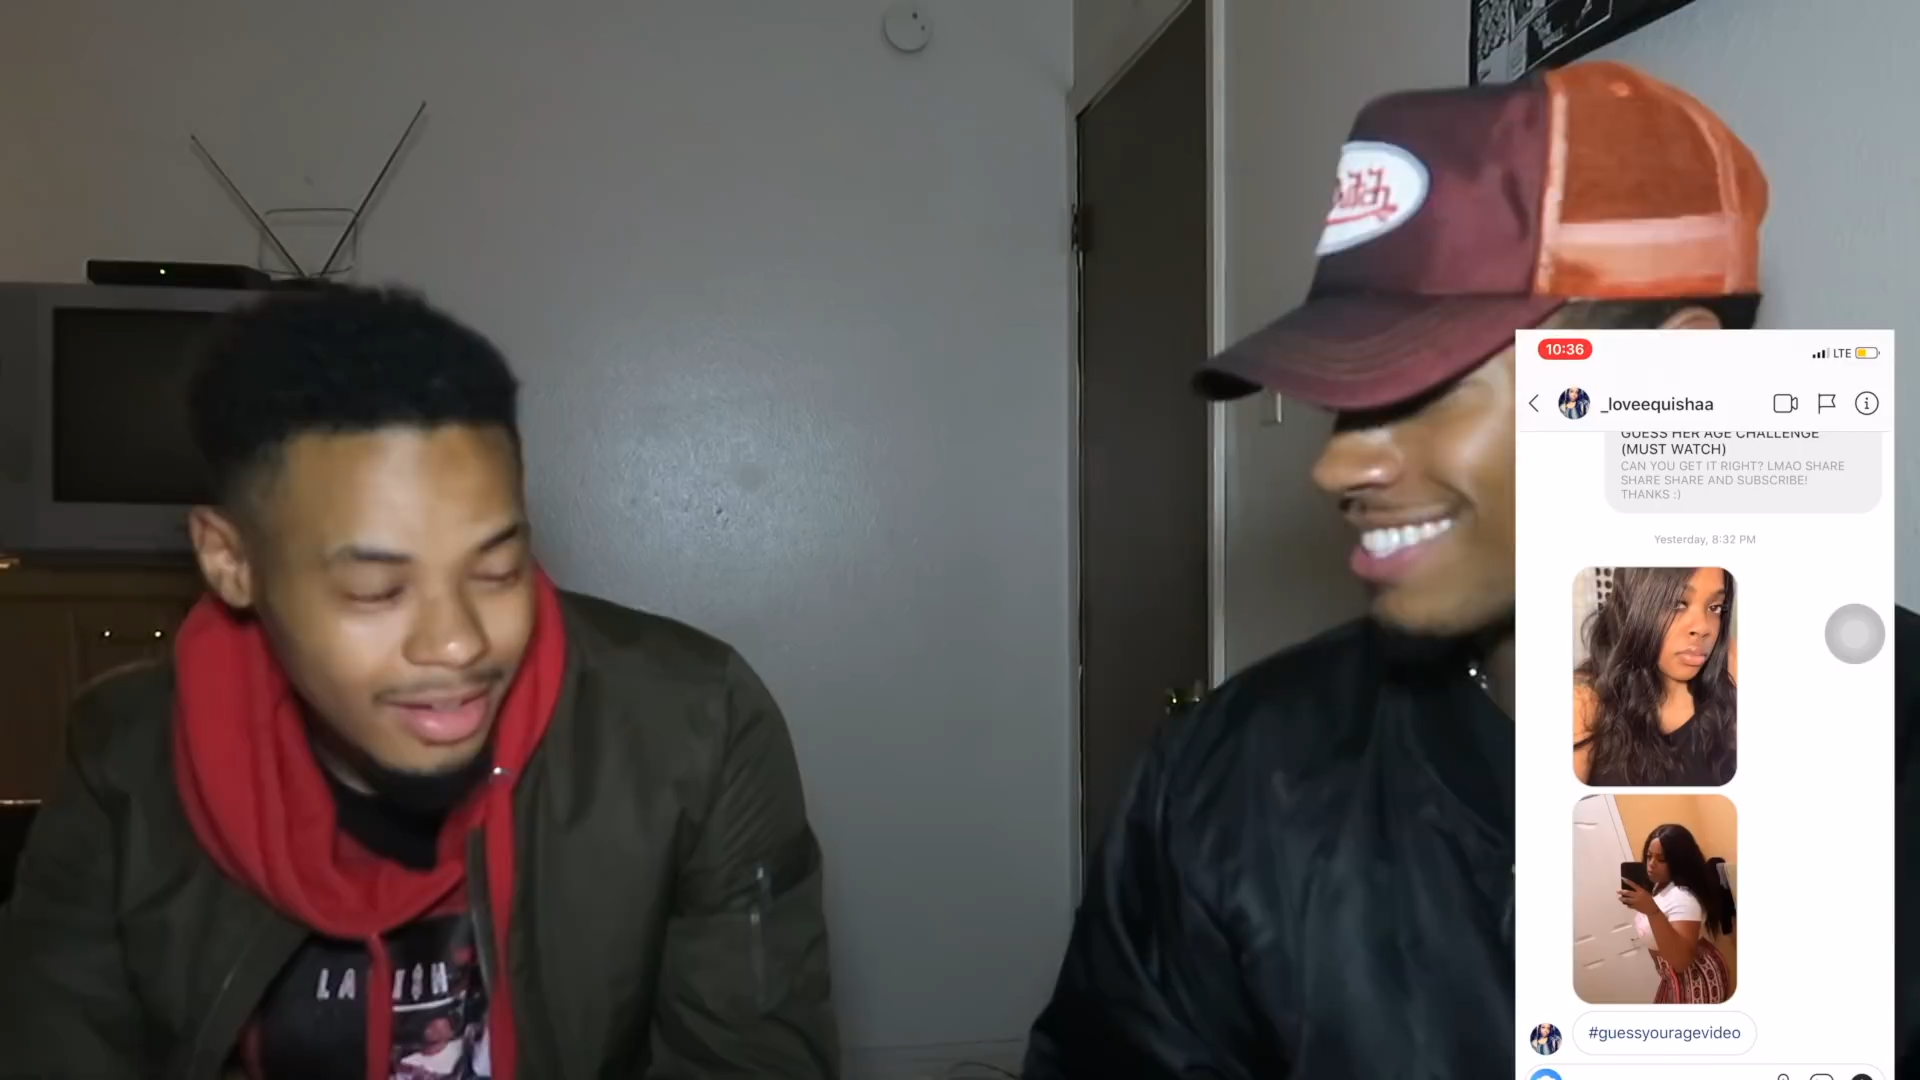 10:36
LTE
_loveequishaa
GUESS HER AGE CHALLENGE
(MUST WATCH)
CAN YOU GET IT RIGHT? LMAO SHARE
SHARE SHARE AND SUBSCRIBE!
THANKS :)
Yesterday, 8:32 PM
#guessyouragevideo